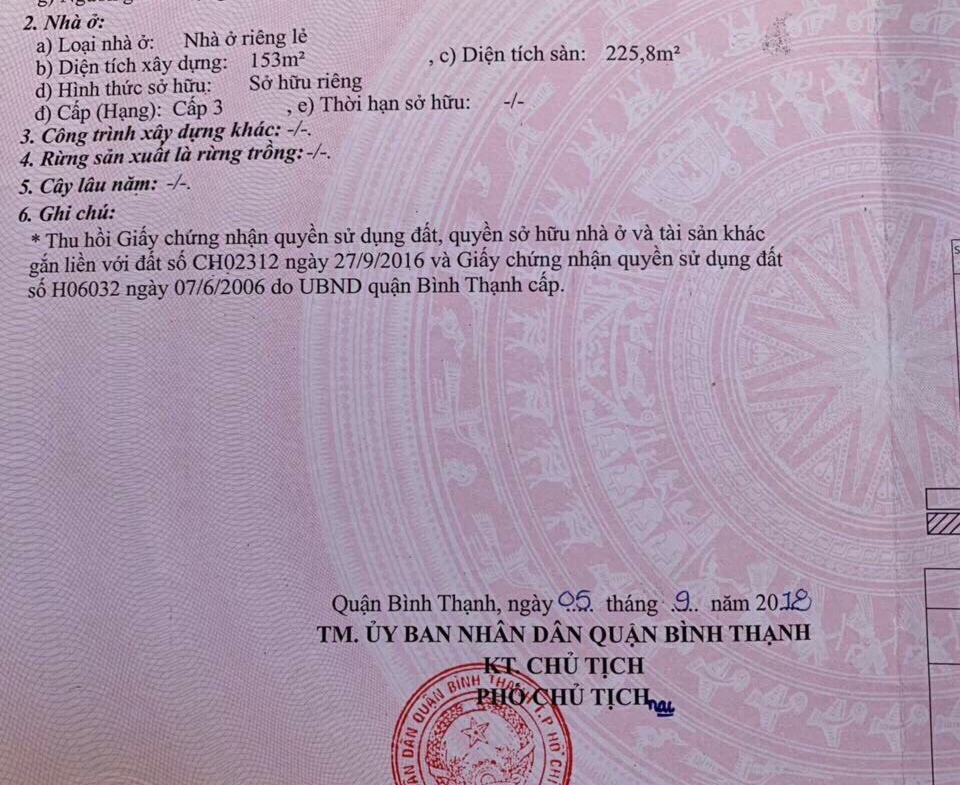 2. Nhà ở:
a) Loại nhà ở: Nhà ở riêng lẻ
b) Diện tích xây dựng: 153m² , c) Diện tích sàn: 225,8m²
d) Hình thức sở hữu: Sở hữu riêng
đ) Cấp (Hạng): Cấp 3 , e) Thời hạn sở hữu: -/-
3. Công trình xây dựng khác: -/-.
4. Rừng sản xuất là rừng trồng: -/-.
5. Cây lâu năm: -/-.
6. Ghi chú:
* Thu hồi Giấy chứng nhận quyền sử dụng đất, quyền sở hữu nhà ở và tài sản khác
gắn liền với đất số CH02312 ngày 27/9/2016 và Giấy chứng nhận quyền sử dụng đất
số H06032 ngày 07/6/2006 do UBND quận Bình Thạnh cấp.
Quận Bình Thạnh, ngày 05 tháng 9 năm 2018
TM. ỦY BAN NHÂN DÂN QUẬN BÌNH THẠNH
KT. CHỦ TỊCH
PHÓ CHỦ TỊCH
DÂN QUẬN BÌNH THẠNH T.P HỒ CHÍ